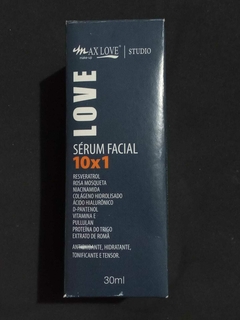 MAX LOVE | STUDIO
LOVE
SÉRUM FACIAL
10x1
RESVERATROL
ROSA MOSQUETA
NIACINAMIDA
COLÁGENO HIDROLISADO
ÁCIDO HIALURÔNICO
D-PANTENOL
VITAMINA E
PULLULAN
PROTEÍNA DO TRIGO
EXTRATO DE ROMÃ
ANTIOXIDANTE, HIDRATANTE,
TONIFICANTE E TENSOR.
30ml